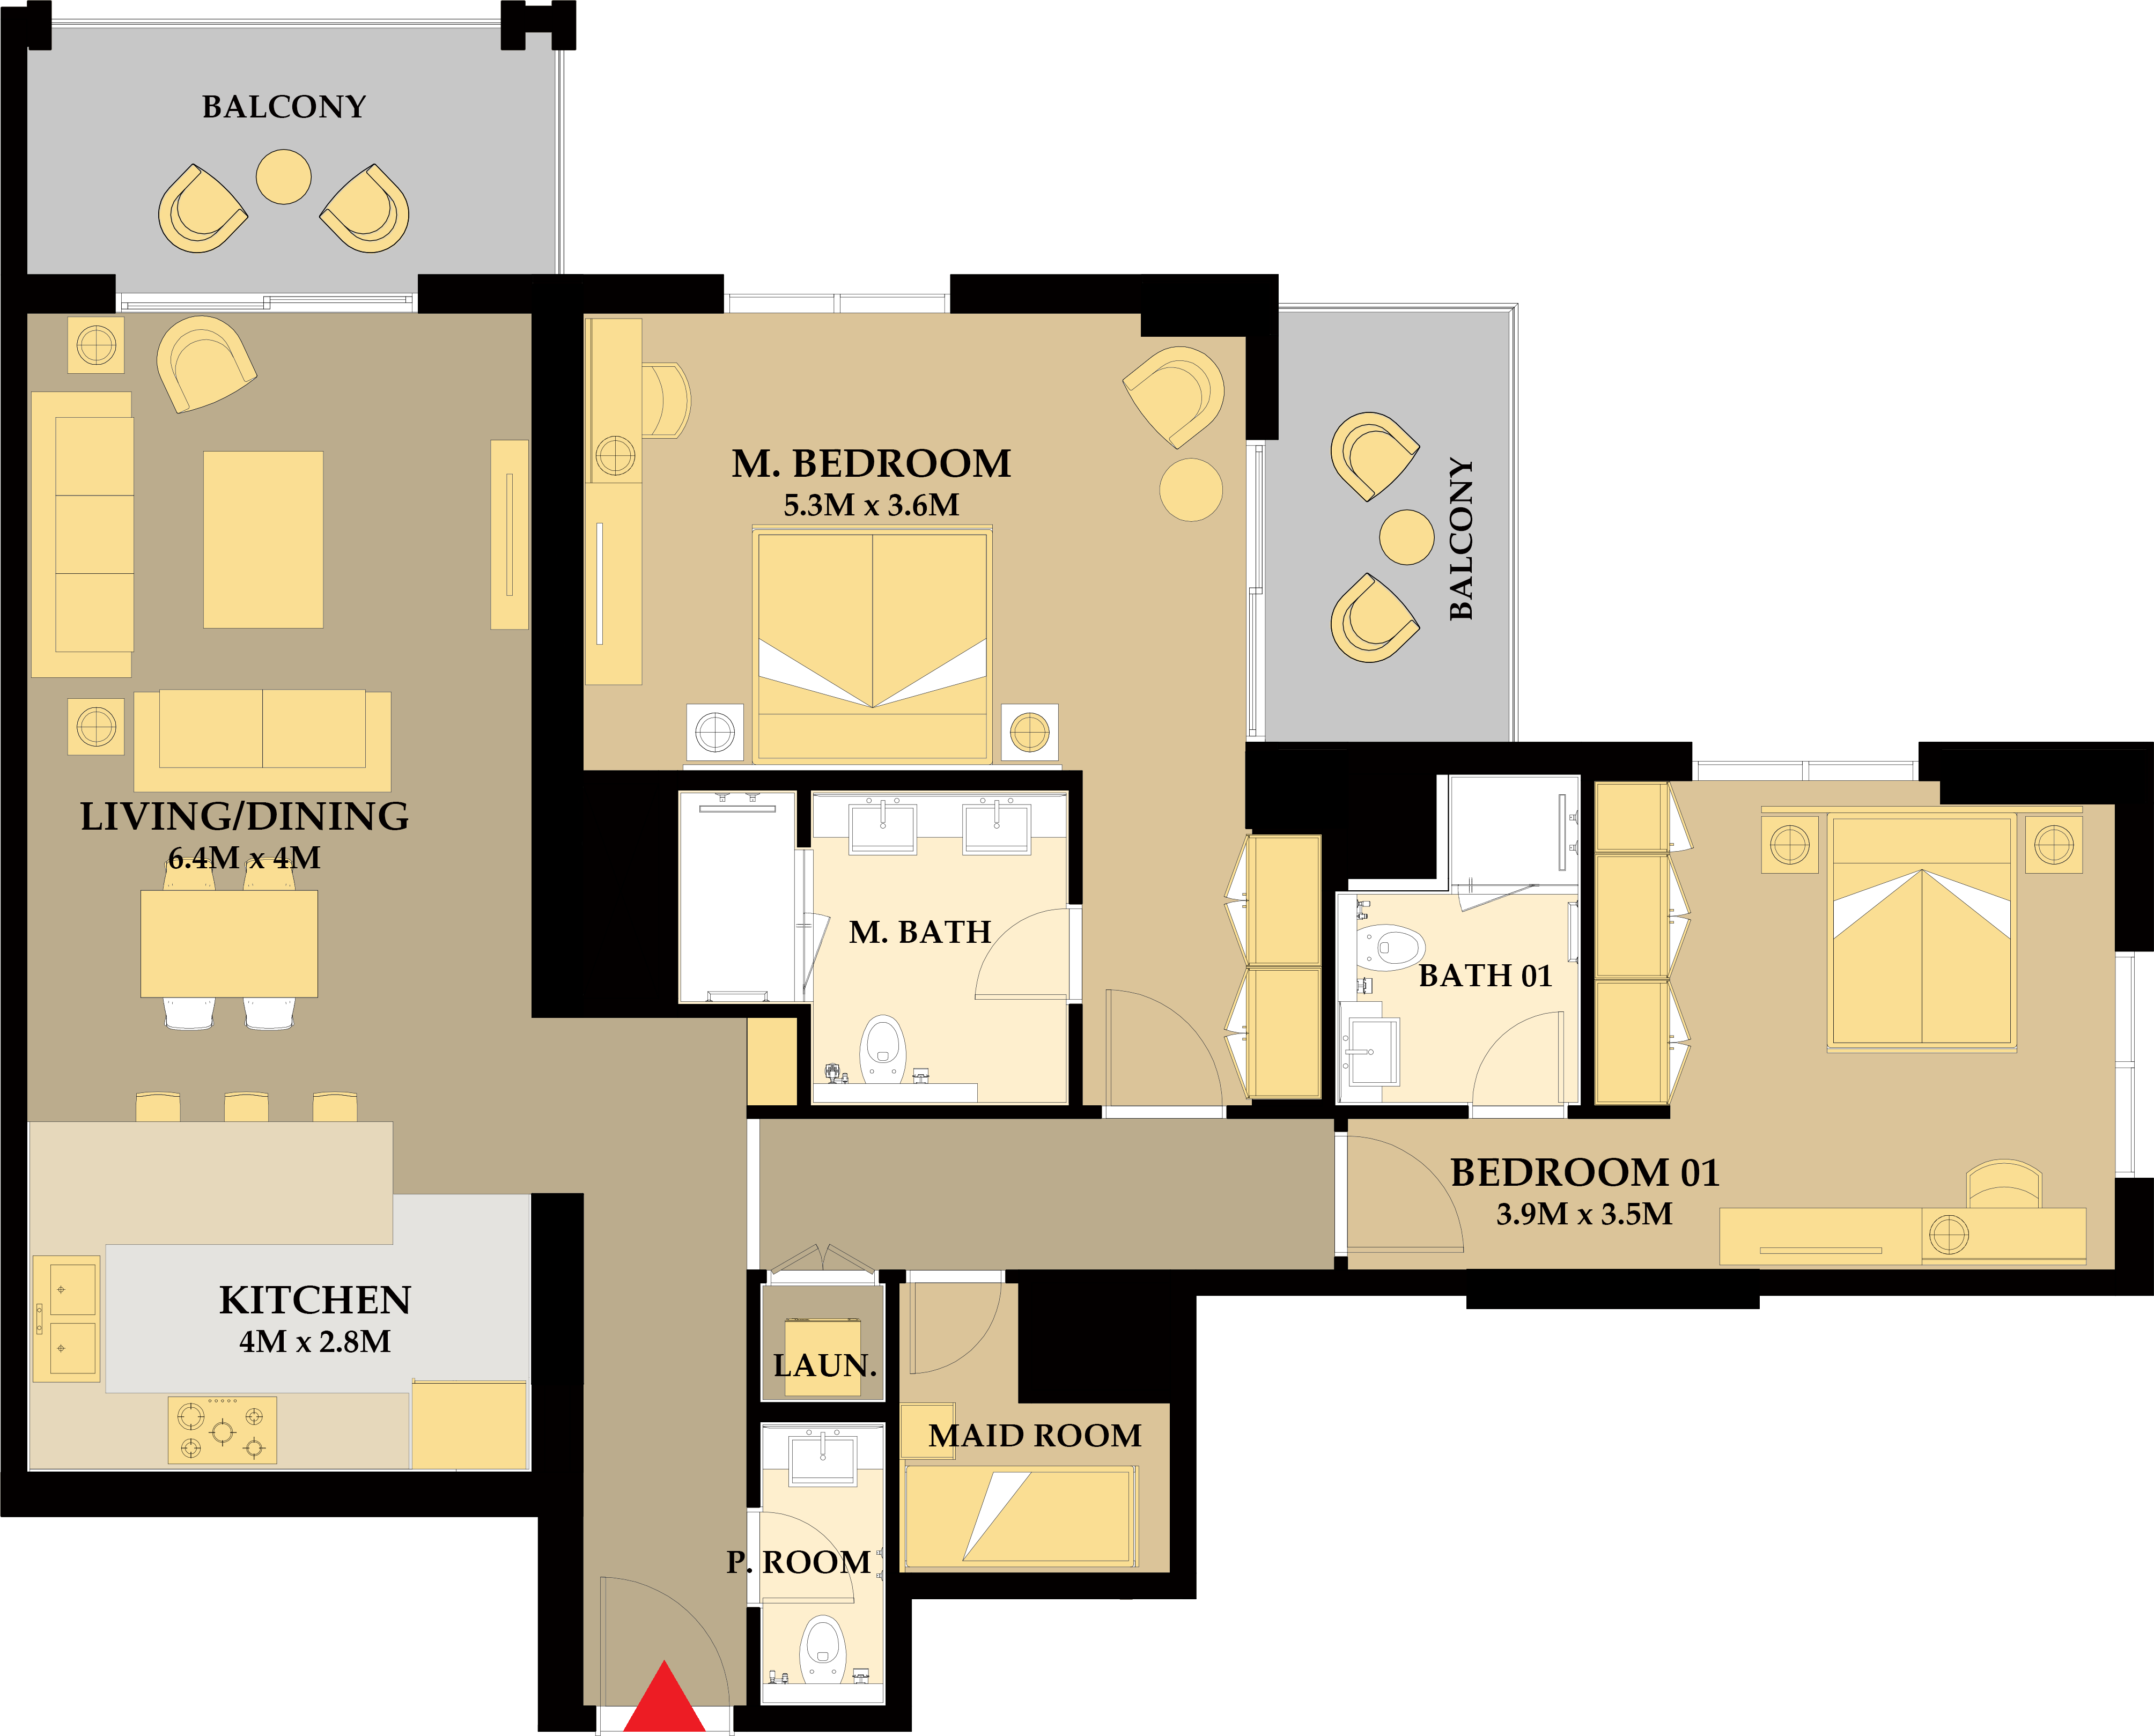 BALCONY
M. BEDROOM
5.3M x 3.6M
BALCONY
LIVING/DINING
6.4M x 4M
M. BATH
BATH 01
BEDROOM 01
3.9M x 3.5M
KITCHEN
4M x 2.8M
LAUN.
MAID ROOM
P. ROOM